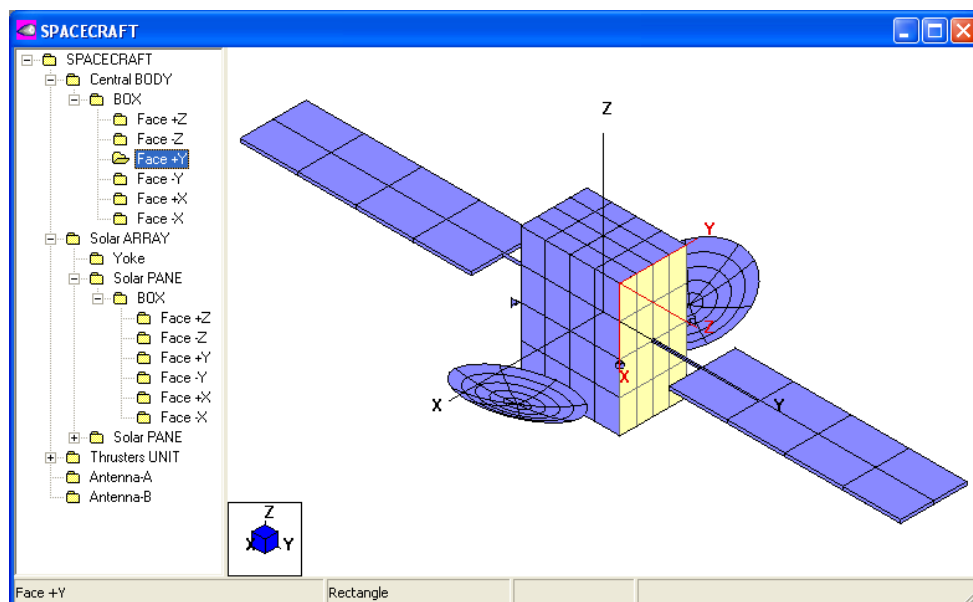 SPACECRAFT
SPACECRAFT
Central BODY
BOX
Face +Z
Face -Z
Face +Y
Face -Y
Face +X
Face -X
Solar ARRAY
Yoke
Solar PANE
BOX
Face +Z
Face -Z
Face +Y
Face -Y
Face +X
Face -X
Solar PANE
Thrusters UNIT
Antenna-A
Antenna-B
Z
Y
Z
X
X
Y
Z
X
Y
Face +Y
Rectangle